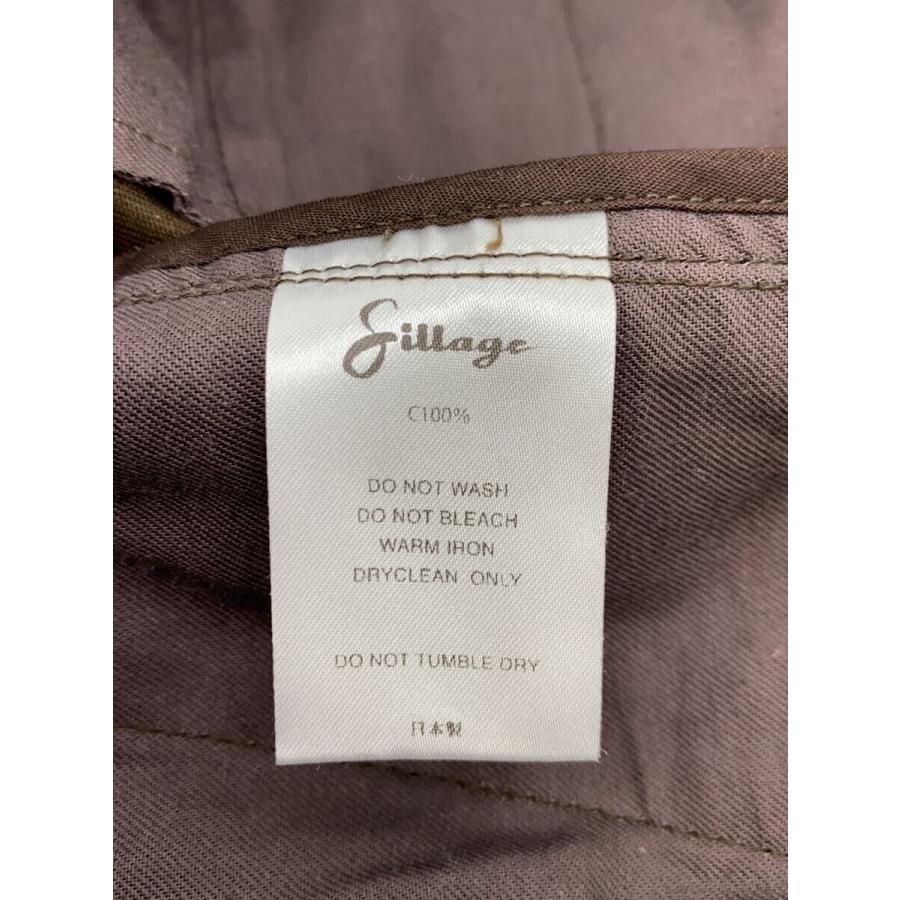 Sillage
C100%
DO NOT WASH
DO NOT BLEACH
WARM IRON
DRYCLEAN ONLY
DO NOT TUMBLE DRY
日本製